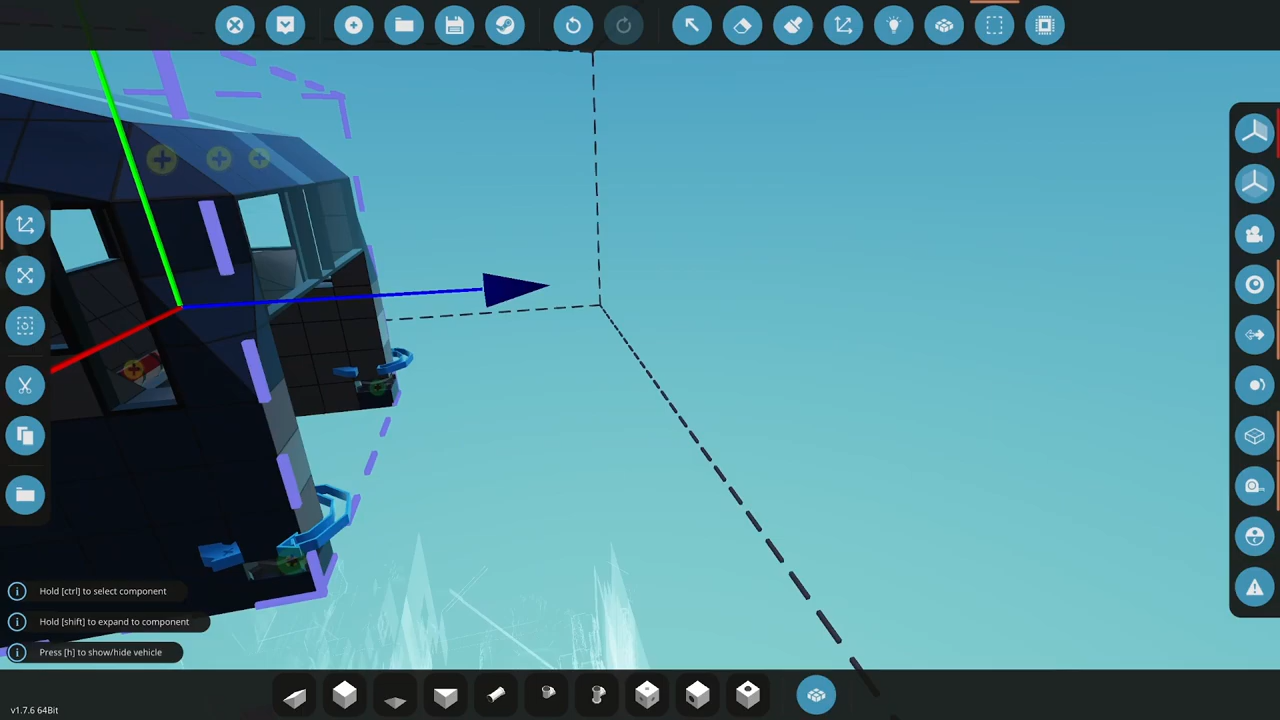 Hold [ctrl] to select component
Hold [shift] to expand to component
Press [h] to show/hide vehicle
v1.7.6 64Bit